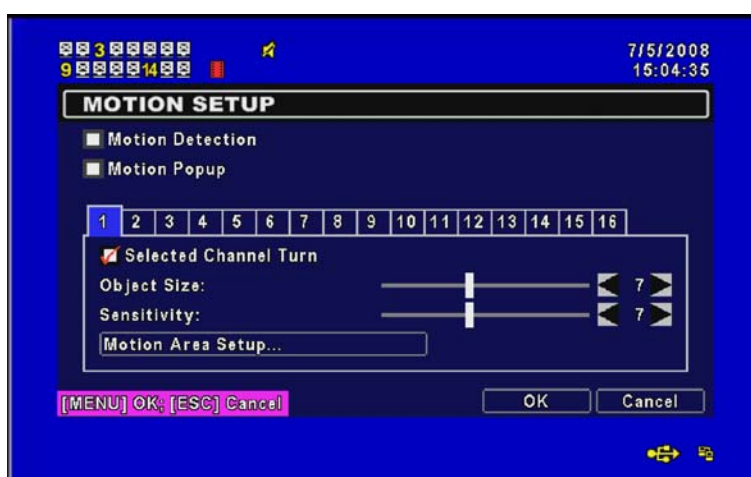 3 7/5/2008
9 14 15:04:35
MOTION SETUP
Motion Detection
Motion Popup
1 2 3 4 5 6 7 8 9 10 11 12 13 14 15 16
Selected Channel Turn
Object Size: 7
Sensitivity: 7
Motion Area Setup...
[MENU] OK; [ESC] Cancel OK Cancel